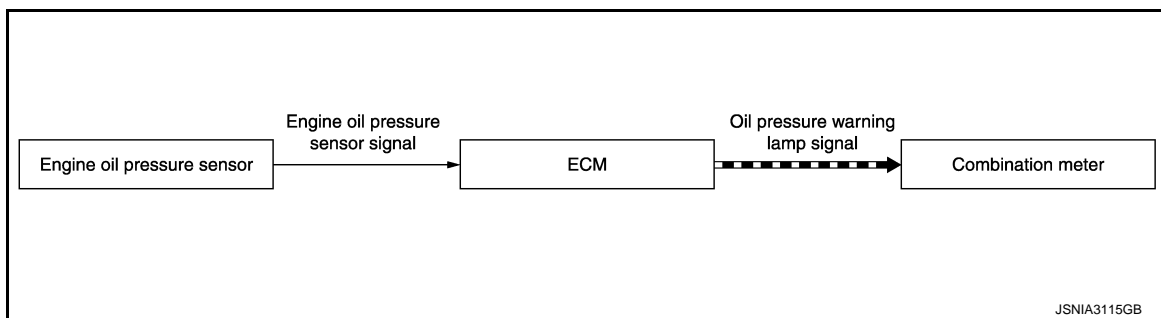 Engine oil pressure
sensor signal
Oil pressure warning
lamp signal
Engine oil pressure sensor
ECM
Combination meter
JSNIA3115GB